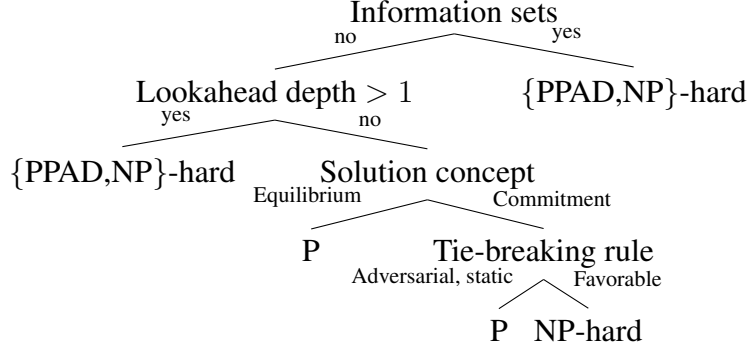 Information sets
no
yes
Lookahead depth > 1
{PPAD,NP}-hard
yes
no
{PPAD,NP}-hard
Solution concept
Equilibrium
Commitment
P
Tie-breaking rule
Adversarial, static
Favorable
P
NP-hard